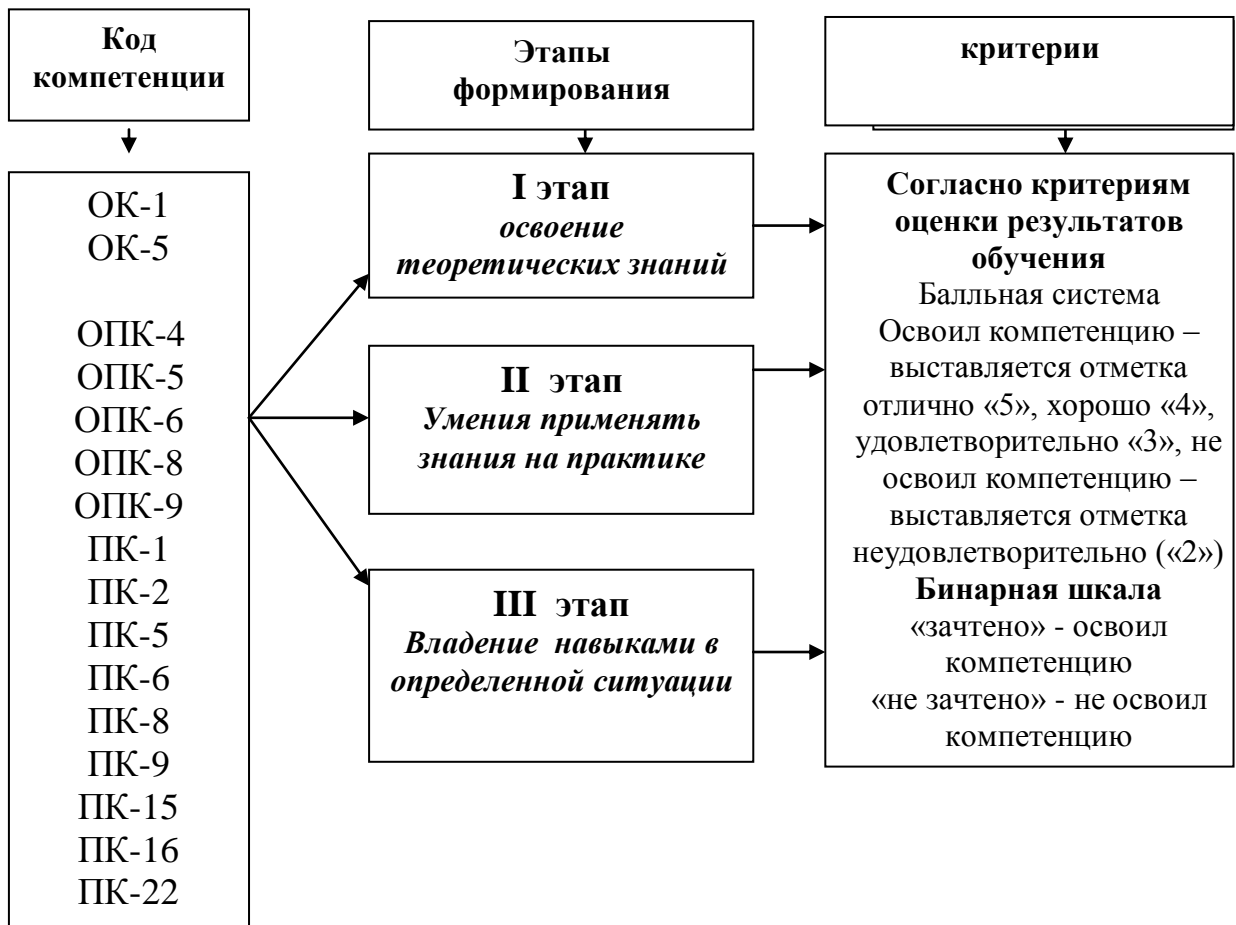 Код
компетенции
Этапы
формирования
критерии
ОК-1
ОК-5
ОПК-4
ОПК-5
ОПК-6
ОПК-8
ОПК-9
ПК-1
ПК-2
ПК-5
ПК-6
ПК-8
ПК-9
ПК-15
ПК-16
ПК-22
I этап
освоение
теоретических знаний
II этап
Умения применять
знания на практике
III этап
Владение навыками в
определенной ситуации
Согласно критериям
оценки результатов
обучения
Балльная система
Освоил компетенцию –
выставляется отметка
отлично «5», хорошо «4»,
удовлетворительно «3», не
освоил компетенцию –
выставляется отметка
неудовлетворительно («2»)
Бинарная шкала
«зачтено» - освоил
компетенцию
«не зачтено» - не освоил
компетенцию